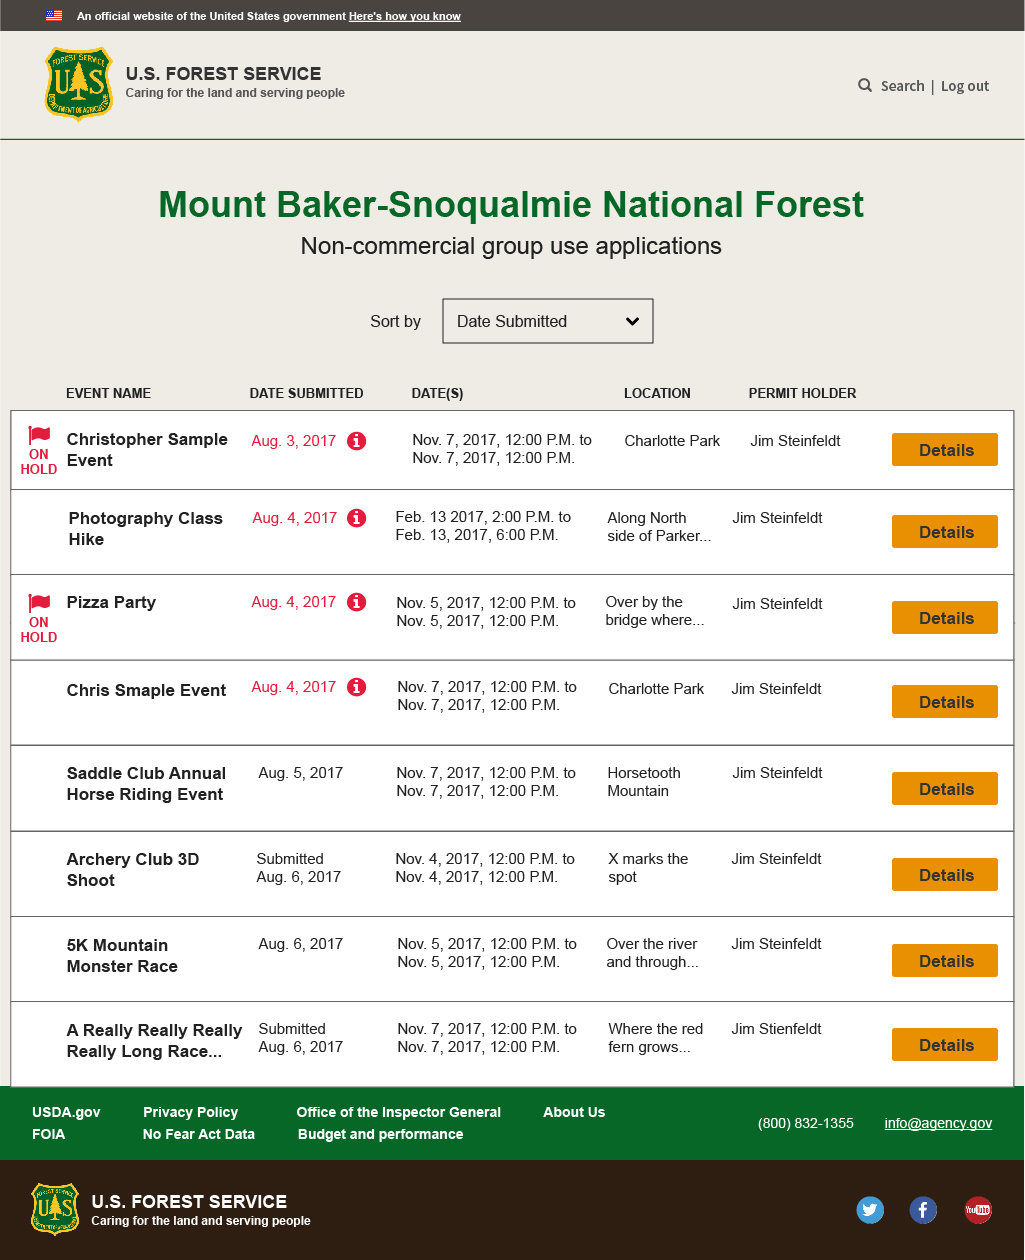 An official website of the United States government Here's how you know
FOREST SERVICE
UAS
DEPARTMENT OF AGRICULTURE
U.S. FOREST SERVICE
Caring for the land and serving people
Search | Log out
Mount Baker-Snoqualmie National Forest
Non-commercial group use applications
Sort by Date Submitted
EVENT NAME DATE SUBMITTED DATE(S) LOCATION PERMIT HOLDER
ON HOLD
Christopher Sample Event
Aug. 3, 2017
Nov. 7, 2017, 12:00 P.M. to
Nov. 7, 2017, 12:00 P.M.
Charlotte Park
Jim Steinfeldt
Details
Photography Class
Hike
Aug. 4, 2017
Feb. 13 2017, 2:00 P.M. to
Feb. 13, 2017, 6:00 P.M.
Along North
side of Parker...
Jim Steinfeldt
Details
ON
HOLD
Pizza Party
Aug. 4, 2017
Nov. 5, 2017, 12:00 P.M. to
Nov. 5, 2017, 12:00 P.M.
Over by the
bridge where...
Jim Steinfeldt
Details
Chris Smaple Event
Aug. 4, 2017
Nov. 7, 2017, 12:00 P.M. to
Nov. 7, 2017, 12:00 P.M.
Charlotte Park
Jim Steinfeldt
Details
Saddle Club Annual
Horse Riding Event
Aug. 5, 2017
Nov. 7, 2017, 12:00 P.M. to
Nov. 7, 2017, 12:00 P.M.
Horsetooth
Mountain
Jim Steinfeldt
Details
Archery Club 3D
Shoot
Submitted
Aug. 6, 2017
Nov. 4, 2017, 12:00 P.M. to
Nov. 4, 2017, 12:00 P.M.
X marks the
spot
Jim Steinfeldt
Details
5K Mountain
Monster Race
Aug. 6, 2017
Nov. 5, 2017, 12:00 P.M. to
Nov. 5, 2017, 12:00 P.M.
Over the river
and through...
Jim Steinfeldt
Details
A Really Really Really
Really Long Race...
Submitted
Aug. 6, 2017
Nov. 7, 2017, 12:00 P.M. to
Nov. 7, 2017, 12:00 P.M.
Where the red
fern grows...
Jim Stienfeldt
Details
USDA.gov Privacy Policy Office of the Inspector General About Us
FOIA No Fear Act Data Budget and performance
(800) 832-1355 info@agency.gov
UAS
U.S. FOREST SERVICE
Caring for the land and serving people
YouTube